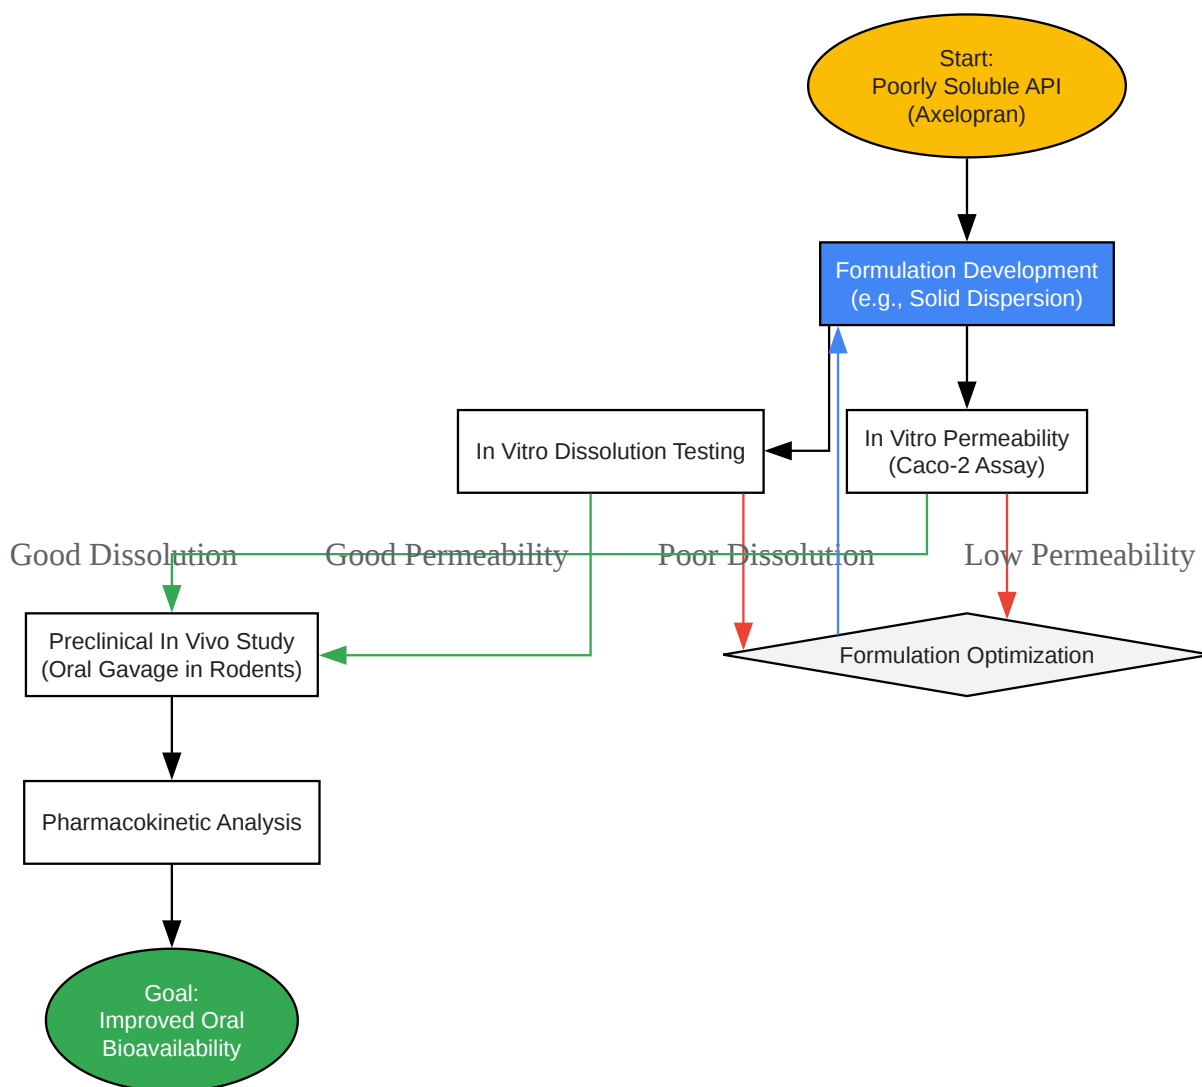 Start:
Poorly Soluble API
(Axelopran)
Formulation Development
(e.g., Solid Dispersion)
In Vitro Dissolution Testing
In Vitro Permeability
(Caco-2 Assay)
Good Dissolution
Good Permeability
Poor Dissolution
Low Permeability
Preclinical In Vivo Study
(Oral Gavage in Rodents)
Formulation Optimization
Pharmacokinetic Analysis
Goal:
Improved Oral
Bioavailability